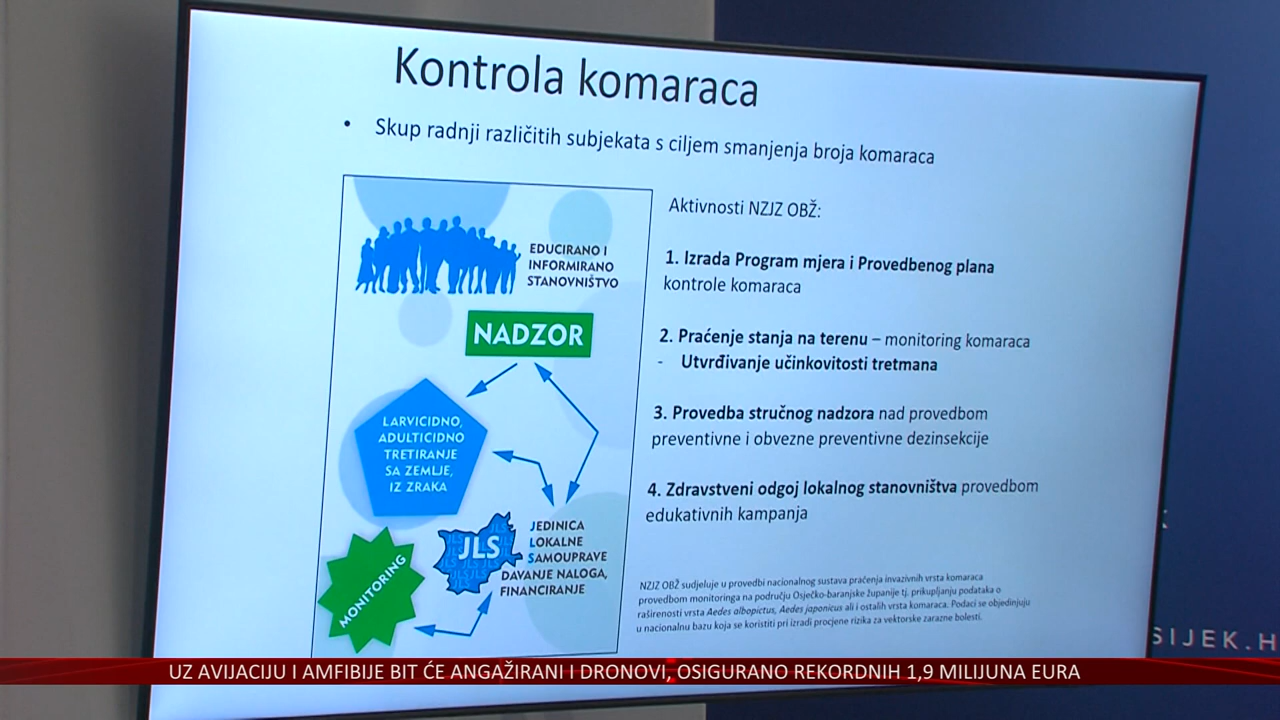 Kontrola komaraca
• Skup radnji različitih subjekata s ciljem smanjenja broja komaraca
EDUCIRANO I
INFORMIRANO
STANOVNIŠTVO
NADZOR
LARVICIDNO,
ADULTICIDNO
TRETIRANJE
SA ZEMLJE,
IZ ZRAKA
MONITORING
JLS
JEDINICA
LOKALNE
SAMOUPRAVE
DAVANJE NALOGA,
FINANCIRANJE
Aktivnosti NZJZ OBŽ:
1. Izrada Program mjera i Provedbenog plana
kontrole komaraca
2. Praćenje stanja na terenu – monitoring komaraca
- Utvrđivanje učinkovitosti tretmana
3. Provedba stručnog nadzora nad provedbom
preventivne i obvezne preventivne dezinsekcije
4. Zdravstveni odgoj lokalnog stanovništva provedbom
edukativnih kampanja
NZJZ OBŽ sudjeluje u provedbi nacionalnog sustava praćenja invazivnih vrsta komaraca
provedbom monitoringa na području Osječko-baranjske županije tj. prikupljanju podataka o
raširenosti vrsta Aedes albopictus, Aedes japonicus ali i ostalih vrsta komaraca. Podaci se objedinjuju
u nacionalnu bazu koja se koristiti pri izradi procjene rizika za vektorske zarazne bolesti.
SIJEK.H
UZ AVIJACIJU I AMFIBIJE BIT ĆE ANGAŽIRANI I DRONOVI, OSIGURANO REKORDNIH 1,9 MILIJUNA EURA